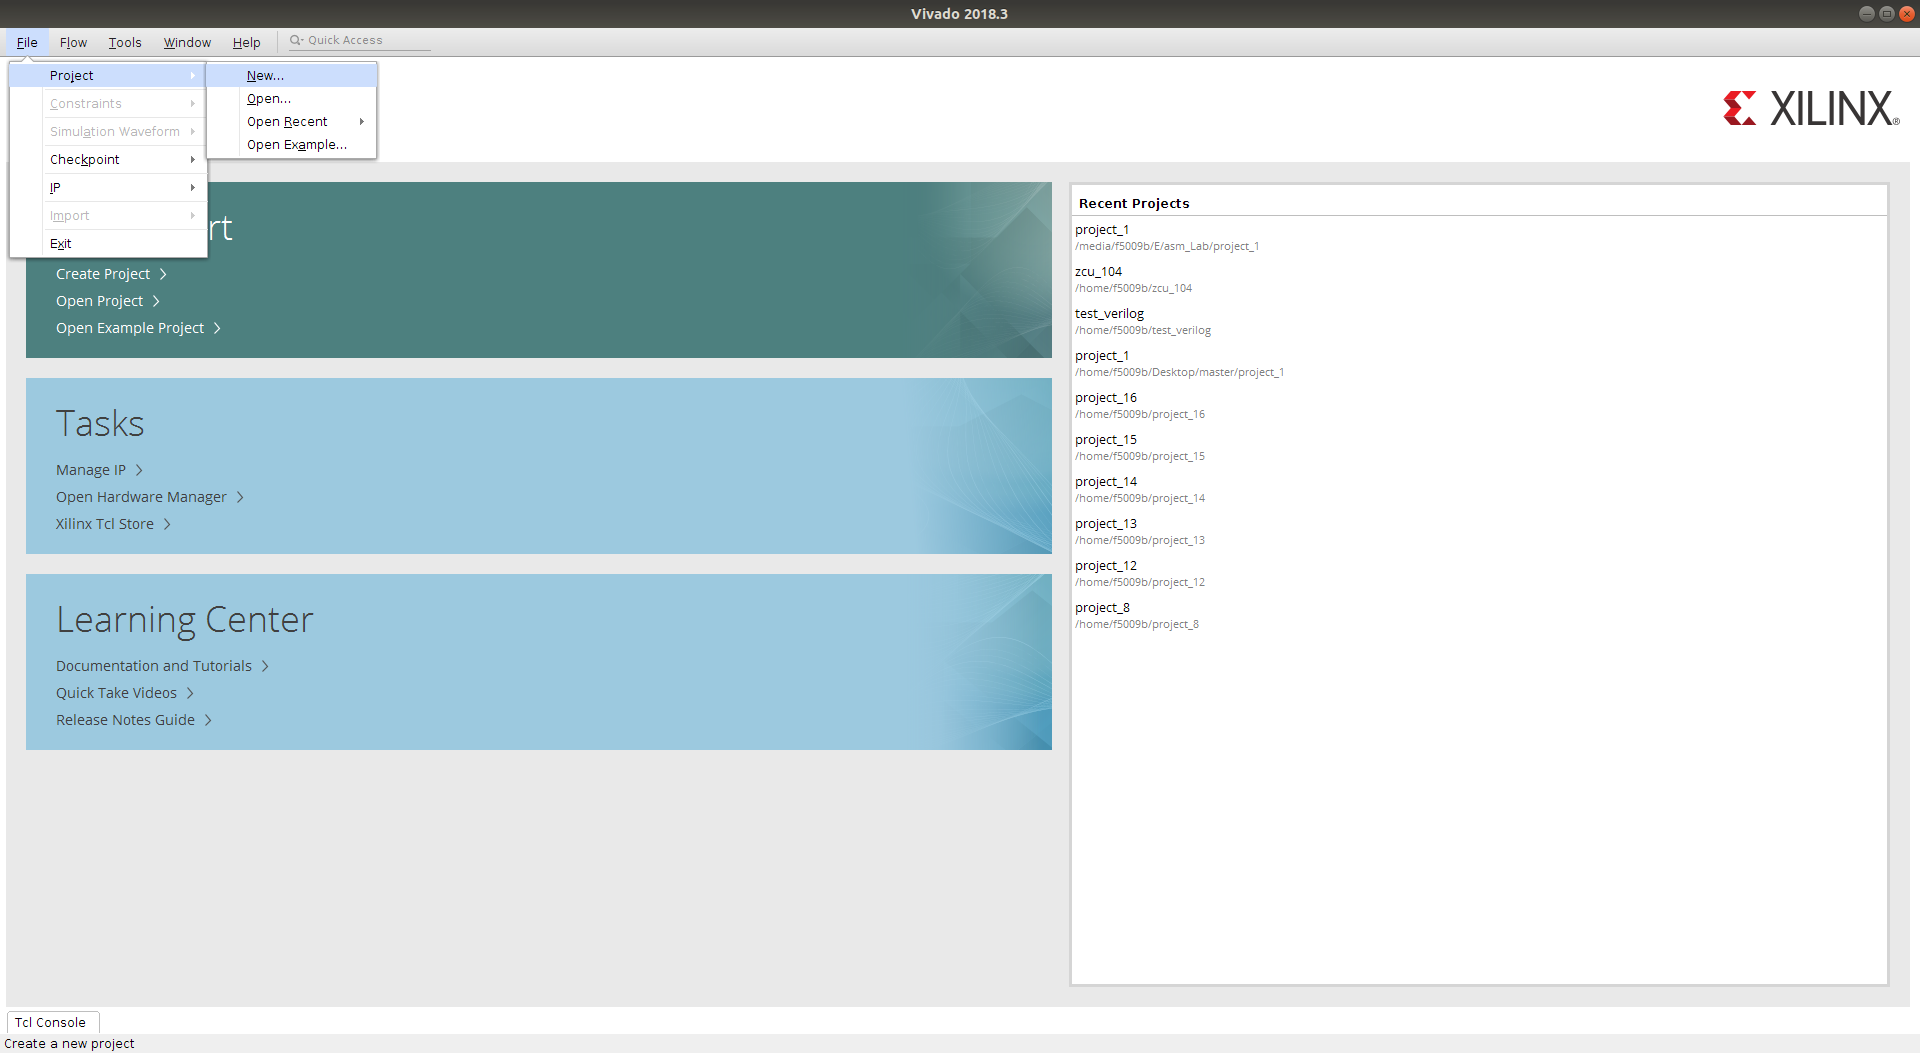 Vivado 2018.3
File Flow Tools Window Help Quick Access
Project
Constraints
Simulation Waveform
Checkpoint
IP
Import
Exit
New...
Open...
Open Recent
Open Example...
XILINX®
rt
Create Project
Open Project
Open Example Project
Tasks
Manage IP
Open Hardware Manager
Xilinx Tcl Store
Learning Center
Documentation and Tutorials
Quick Take Videos
Release Notes Guide
Recent Projects
project_1
/media/f5009b/E/asm_Lab/project_1
zcu_104
/home/f5009b/zcu_104
test_verilog
/home/f5009b/test_verilog
project_1
/home/f5009b/Desktop/master/project_1
project_16
/home/f5009b/project_16
project_15
/home/f5009b/project_15
project_14
/home/f5009b/project_14
project_13
/home/f5009b/project_13
project_12
/home/f5009b/project_12
project_8
/home/f5009b/project_8
Tcl Console
Create a new project